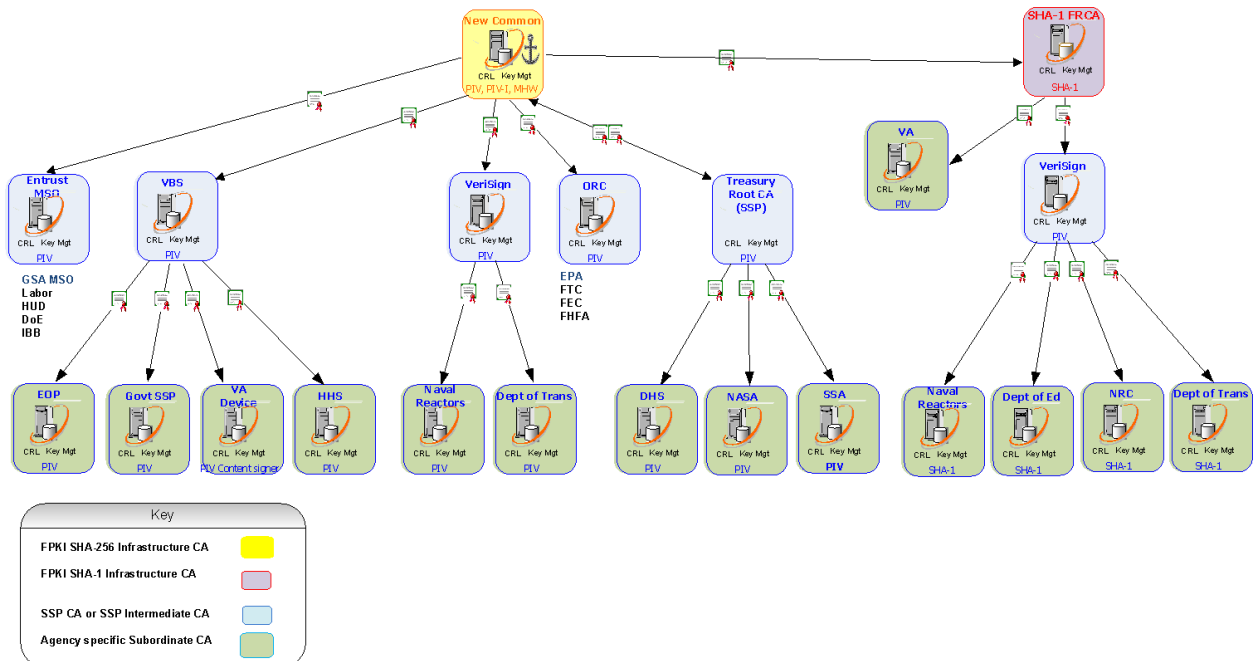 New Common
CRL Key Mgt
PIV, PIV-I, MHW
SHA-1 FRCA
CRL Key Mgt
SHA-1
VA
CRL Key Mgt
PIV
Entrust
MSO
CRL Key Mgt
PIV
GSA MSO
Labor
HUD
DoE
IBB
VBS
CRL Key Mgt
PIV
VeriSign
CRL Key Mgt
PIV
ORC
CRL Key Mgt
PIV
EPA
FTC
FEC
FHFA
Treasury
Root CA
(SSP)
CRL Key Mgt
PIV
VeriSign
CRL Key Mgt
PIV
EOP
CRL Key Mgt
PIV
Govt SSP
CRL Key Mgt
PIV
VA
Device
CRL Key Mgt
PIV Content signer
HHS
CRL Key Mgt
PIV
Naval
Reactors
CRL Key Mgt
PIV
Dept of Trans
CRL Key Mgt
PIV
DHS
CRL Key Mgt
PIV
NASA
CRL Key Mgt
PIV
SSA
CRL Key Mgt
PIV
Naval
Reactors
CRL Key Mgt
SHA-1
Dept of Ed
CRL Key Mgt
SHA-1
NRC
CRL Key Mgt
SHA-1
Dept of Trans
CRL Key Mgt
SHA-1
Key
FPKI SHA-256 Infrastructure CA
FPKI SHA-1 Infrastructure CA
SSP CA or SSP Intermediate CA
Agency specific Subordinate CA